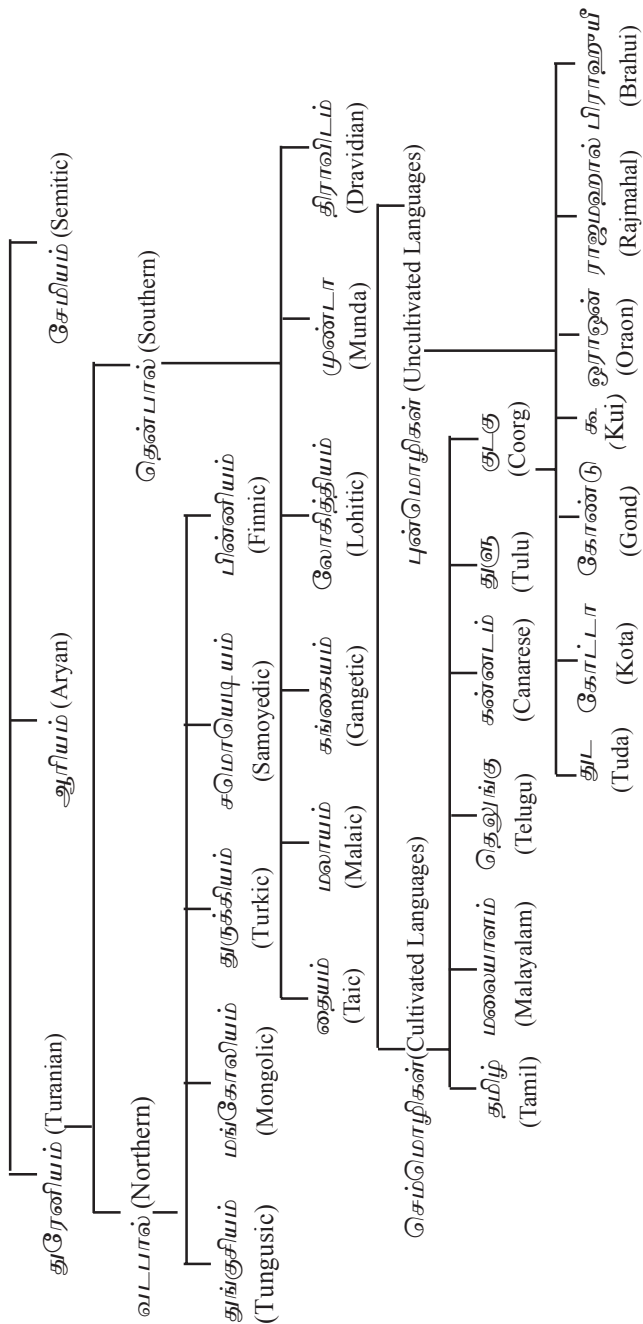 துரேனியம் (Turanian)
ஆரியம் (Aryan)
சேமியம் (Semitic)
வடபால் (Northern)
தென்பால் (Southern)
துங்குசியம்
(Tungusic)
மங்கோலியம்
(Mongolic)
துருக்கியம்
(Turkic)
சமொயெடியம்
(Samoyedic)
பின்னியம்
(Finnic)
தையம்
(Taic)
மலாயம்
(Malaic)
கங்கையம்
(Gangetic)
லோகித்தியம்
(Lohitic)
முண்டா
(Munda)
திராவிடம்
(Dravidian)
செம்மொழிகள்(Cultivated Languages)
புன்மொழிகள் (Uncultivated Languages)
தமிழ்
(Tamil)
மலையாளம்
(Malayalam)
தெலுங்கு
(Telugu)
கன்னடம்
(Canarese)
துளு
(Tulu)
குடகு
(Coorg)
துட
(Tuda)
கோட்டா
(Kota)
கோண்டு
(Gond)
கூ
(Kui)
ஓராஒன்
(Oraon)
ராஜமஹால்
(Rajmahal)
பிராஹுயீ
(Brahui)